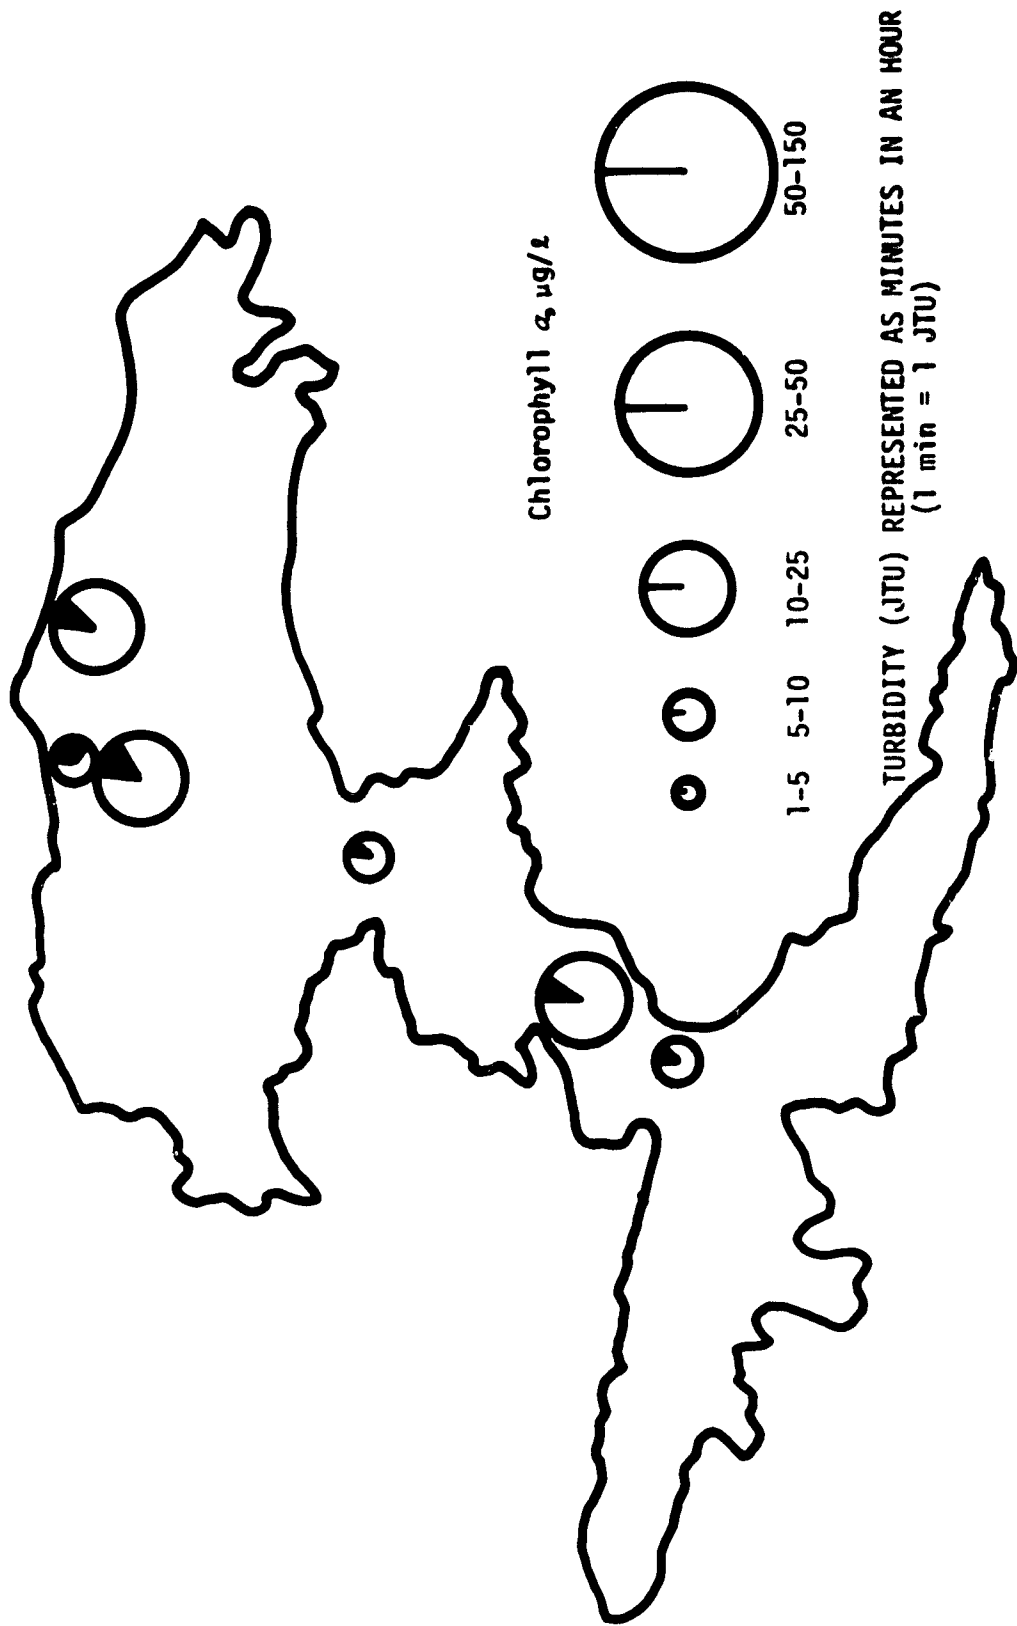 Chlorophyll a, µg/ℓ
1-5 5-10 10-25 25-50 50-150
TURBIDITY (JTU) REPRESENTED AS MINUTES IN AN HOUR
(1 min = 1 JTU)